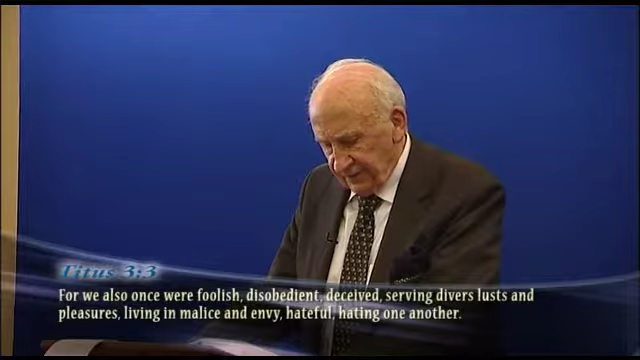 Titus 3:3
For we also once were foolish, disobedient, deceived, serving divers lusts and
pleasures, living in malice and envy, hateful, hating one another.